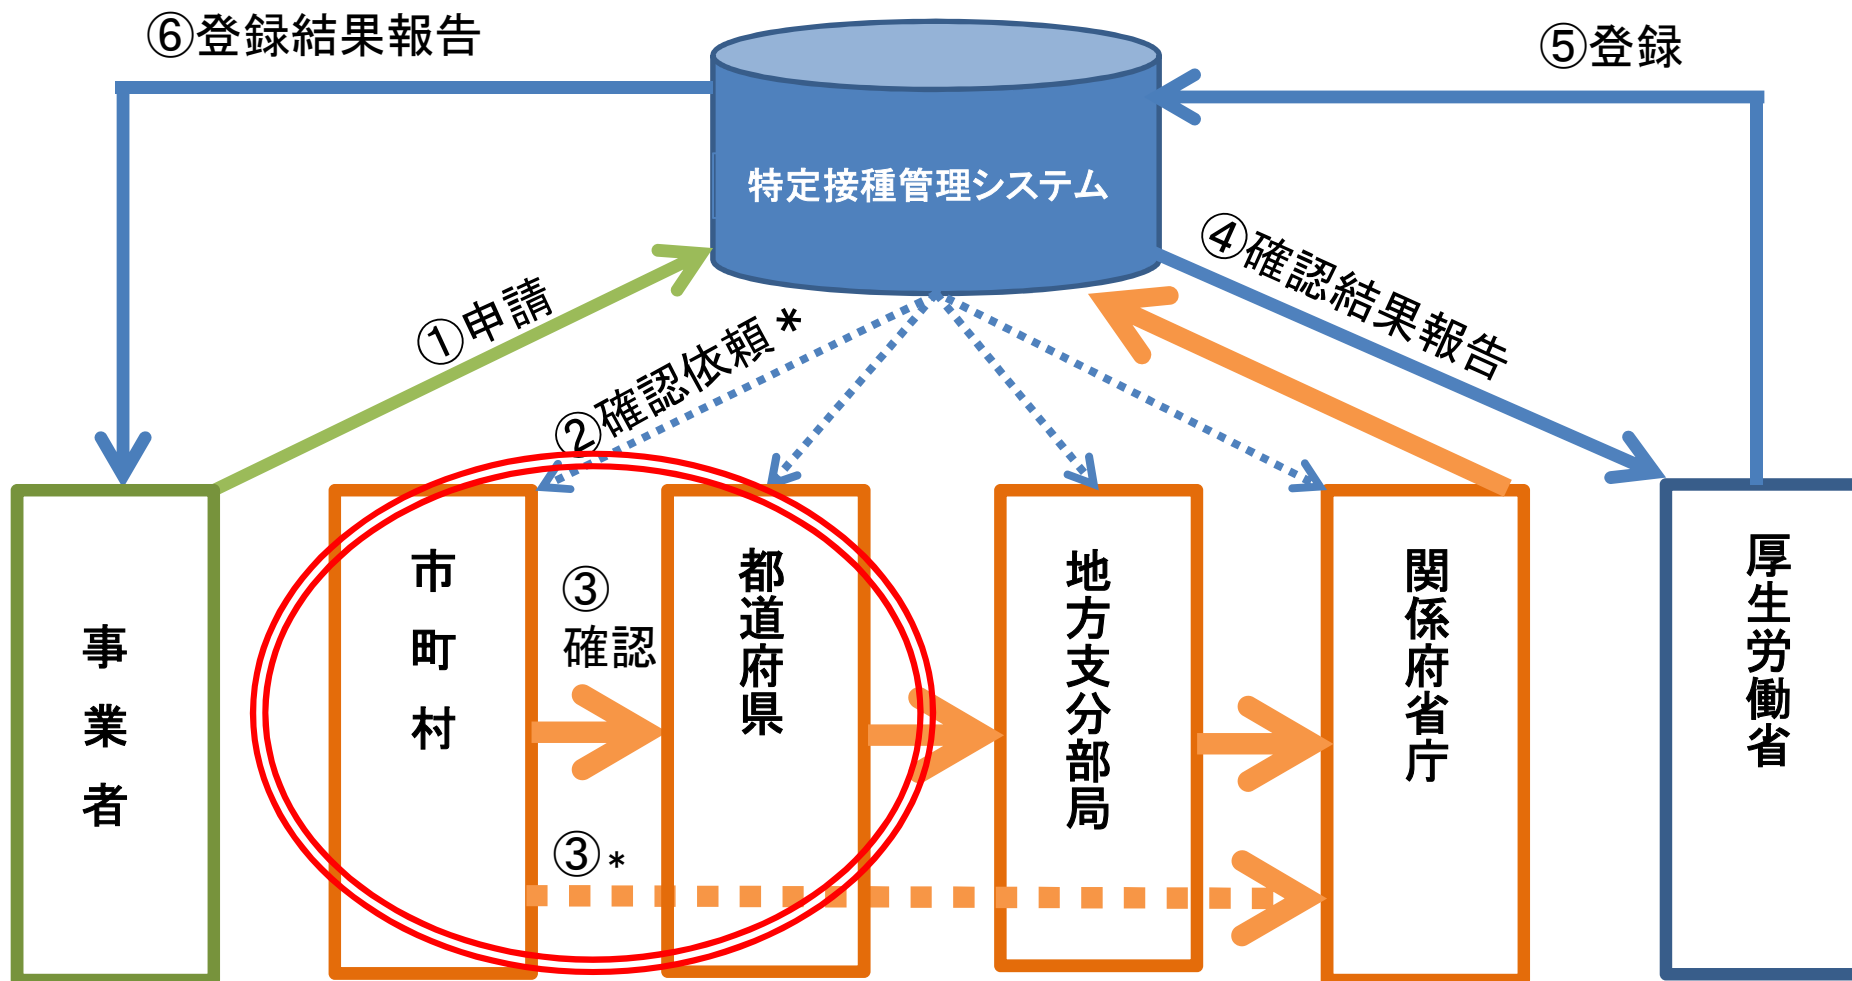 ⑥登録結果報告
⑤登録
特定接種管理システム
④確認結果報告
①申請
②確認依頼*
事業者
市町村
③
確認
都道府県
地方支分部局
関係府省庁
厚生労働省
③*